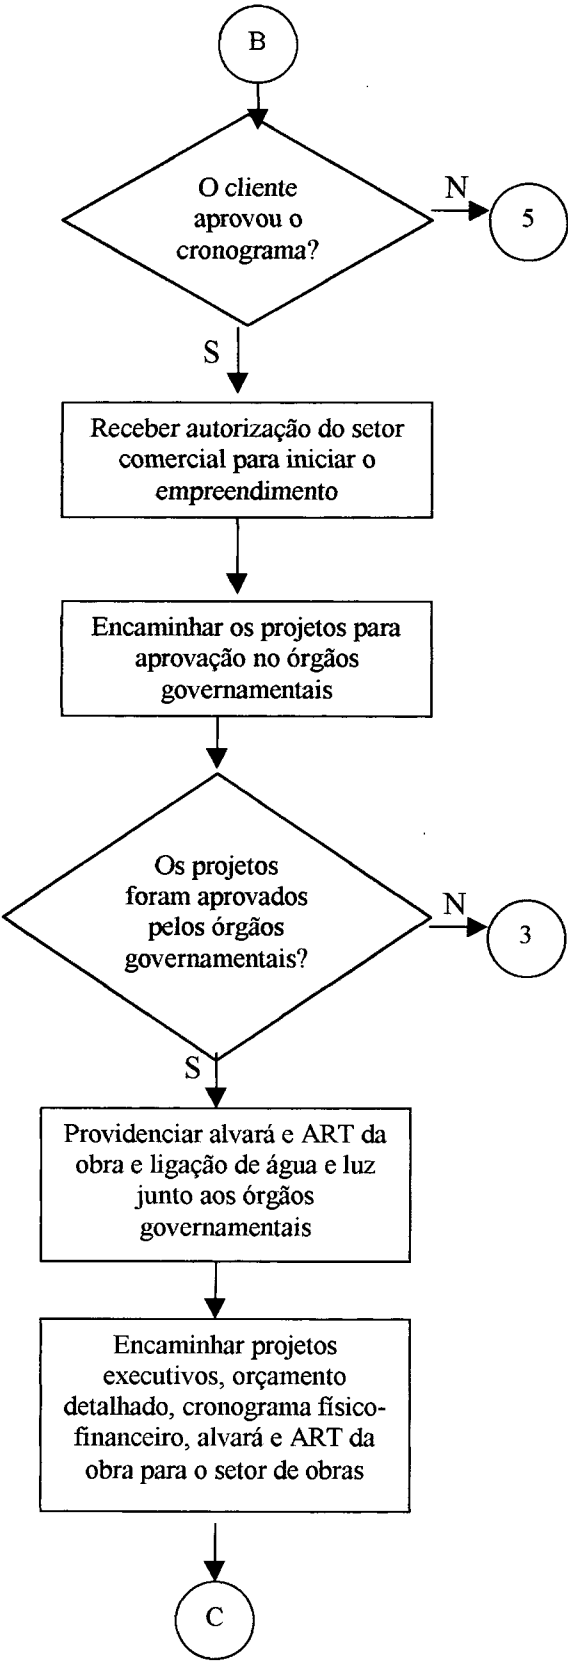 B
O cliente
aprovou o
cronograma?
N
5
S
Receber autorização do setor
comercial para iniciar o
empreendimento
Encaminhar os projetos para
aprovação no órgãos
governamentais
Os projetos
foram aprovados
pelos órgãos
governamentais?
N
3
S
Providenciar alvará e ART da
obra e ligação de água e luz
junto aos órgãos
governamentais
Encaminhar projetos
executivos, orçamento
detalhado, cronograma físico-
financeiro, alvará e ART da
obra para o setor de obras
C